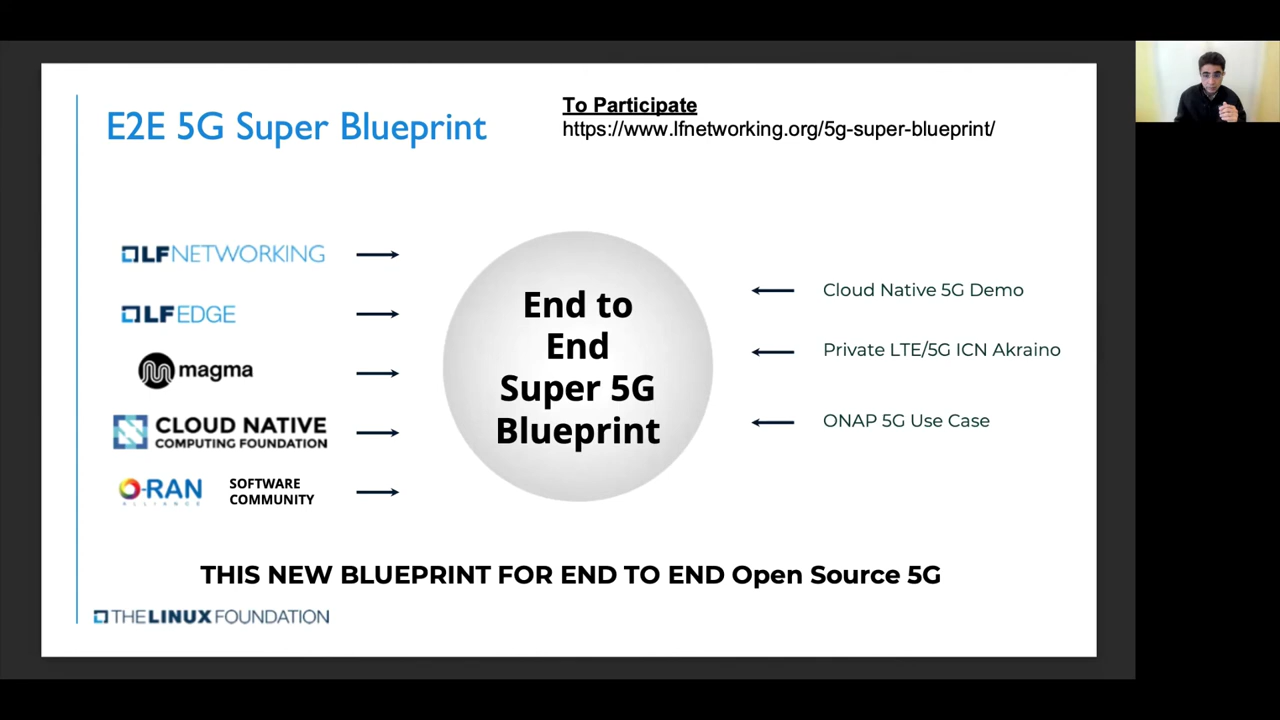 E2E 5G Super Blueprint
To Participate
https://www.lfnetworking.org/5g-super-blueprint/
LFNETWORKING
LFEDGE
magma
CLOUD NATIVE
COMPUTING FOUNDATION
O-RAN
ALLIANCE
SOFTWARE
COMMUNITY
End to
End
Super 5G
Blueprint
Cloud Native 5G Demo
Private LTE/5G ICN Akraino
ONAP 5G Use Case
THIS NEW BLUEPRINT FOR END TO END Open Source 5G
THE LINUX FOUNDATION